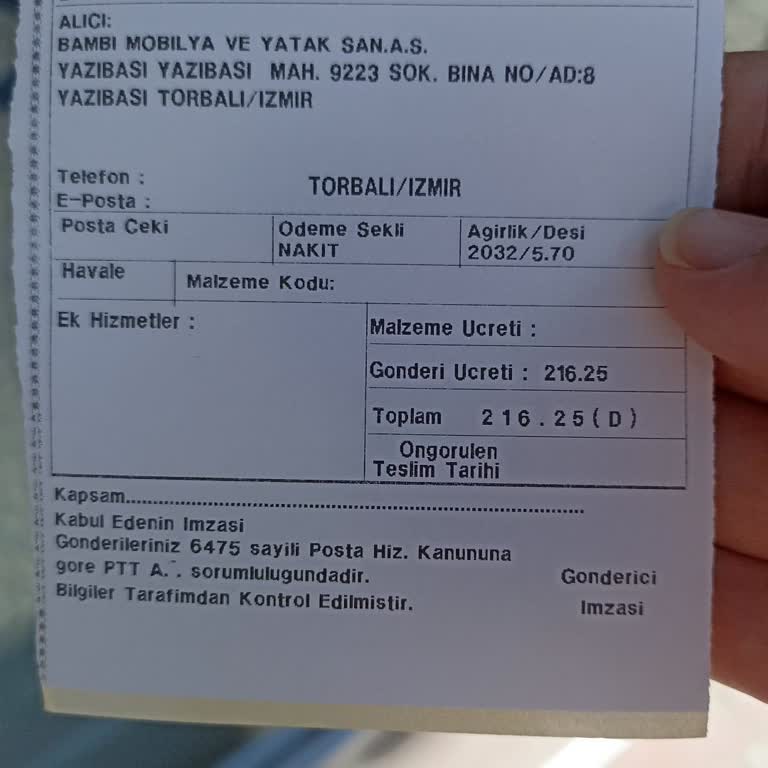 ALICI:
BAMBI MOBILYA VE YATAK SAN.A.S.
YAZIBASI YAZIBASI MAH. 9223 SOK. BINA NO/AD:8
YAZIBASI TORBALI/IZMIR
Telefon :
TORBALI/IZMIR
E-Posta :
Posta Ceki
Odeme Sekli
NAKIT
Agirlik/Desi
2032/5.70
Havale
Malzeme Kodu:
Ek Hizmetler :
Malzeme Ucreti :
Gonderi Ucreti : 216.25
Toplam 216.25(D)
Ongorulen
Teslim Tarihi
Kapsam...............................................................
Kabul Edenin Imzasi
Gonderileriniz 6475 sayili Posta Hiz. Kanununa
gore PTT A. . sorumlulugundadir.
Bilgiler Tarafimdan Kontrol Edilmistir.
Gonderici
Imzasi